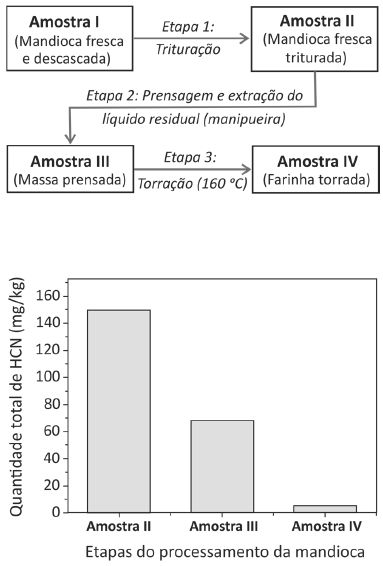 Amostra I
(Mandioca fresca
e descascada)
Etapa 1:
Trituração
Amostra II
(Mandioca fresca
triturada)
Etapa 2: Prensagem e extração do
líquido residual (manipueira)
Amostra III
(Massa prensada)
Etapa 3:
Torração (160 ºC)
Amostra IV
(Farinha torrada)
Quantidade total de HCN (mg/kg)
160
140
120
100
80
60
40
20
0
Amostra II
Amostra III
Amostra IV
Etapas do processamento da mandioca